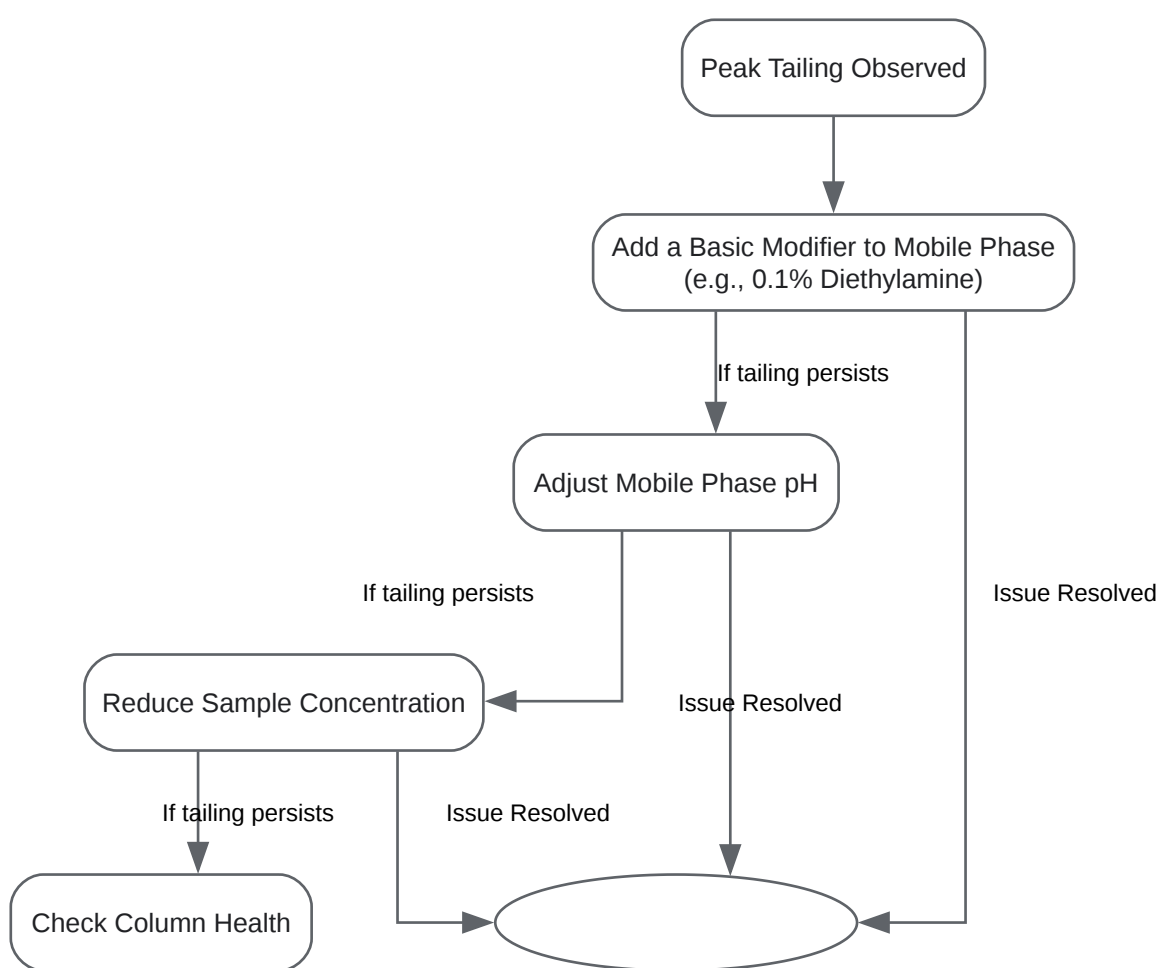 Peak Tailing Observed
Add a Basic Modifier to Mobile Phase
(e.g., 0.1% Diethylamine)
If tailing persists
Adjust Mobile Phase pH
If tailing persists
Issue Resolved
Reduce Sample Concentration
Issue Resolved
If tailing persists
Issue Resolved
Check Column Health